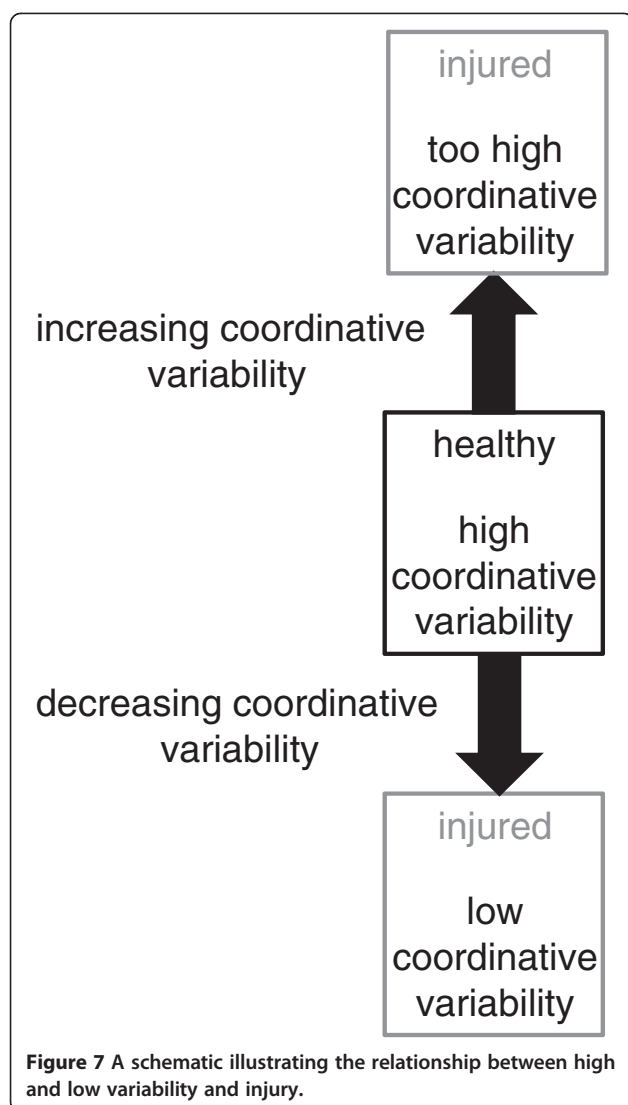 injured
too high
coordinative
variability
increasing coordinative
variability
healthy
high
coordinative
variability
decreasing coordinative
variability
injured
low
coordinative
variability
Figure 7 A schematic illustrating the relationship between high
and low variability and injury.